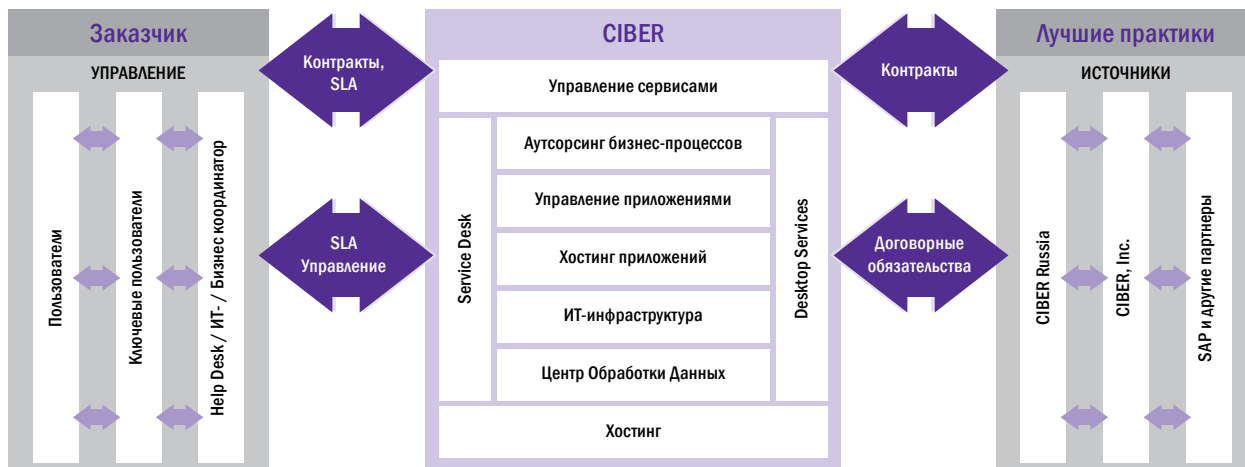 Заказчик
УПРАВЛЕНИЕ
Пользователи
Ключевые пользователи
Help Desk / ИТ- / Бизнес координатор
Контракты,
SLA
SLA
Управление
CIBER
Управление сервисами
Service Desk
Аутсорсинг бизнес-процессов
Управление приложениями
Хостинг приложений
ИТ-инфраструктура
Центр Обработки Данных
Desktop Services
Хостинг
Контракты
Договорные
обязательства
Лучшие практики
ИСТОЧНИКИ
CIBER Russia
CIBER, Inc.
SAP и другие партнеры